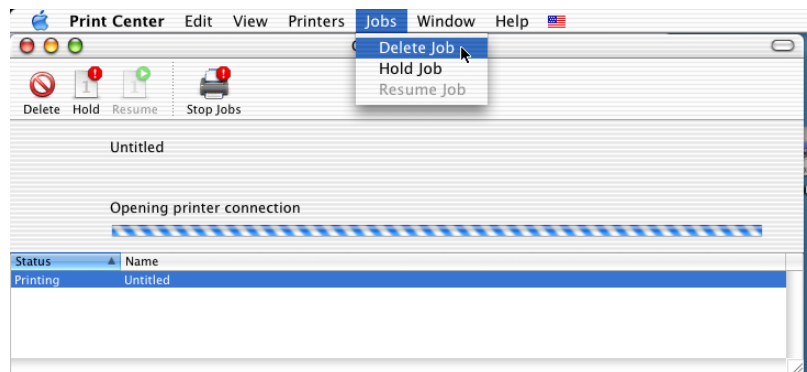 Print Center Edit View Printers Jobs Window Help
Delete Job
Hold Job
Resume Job
Delete Hold Resume Stop Jobs
Untitled
Opening printer connection
Status Name
Printing Untitled